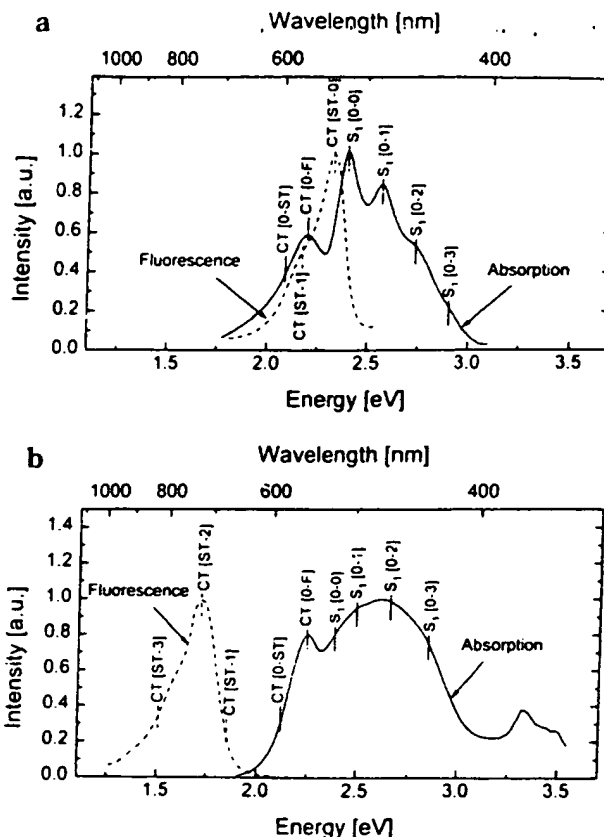 a
Wavelength [nm]
1000 800 600 400
Intensity [a.u.]
1.2
1.0
0.8
0.6
0.4
0.2
0.0
Fluorescence
CT [0-ST]
CT [ST-1]
CT [0-F]
CT [ST-0]
S₁ [0-0]
S₁ [0-1]
S₁ [0-2]
S₁ [0-3]
Absorption
2.0 2.5 3.0 3.5
Energy [eV]
b
Wavelength [nm]
1000 800 600 400
Intensity [a.u.]
1.4
1.2
1.0
0.8
0.6
0.4
0.2
0.0
Fluorescence
CT [ST-3]
CT [ST-2]
CT [ST-1]
CT [0-ST]
CT [0-F]
S₁ [0-0]
S₁ [0-1]
S₁ [0-2]
S₁ [0-3]
Absorption
1.5 2.0 2.5 3.0 3.5
Energy [eV]